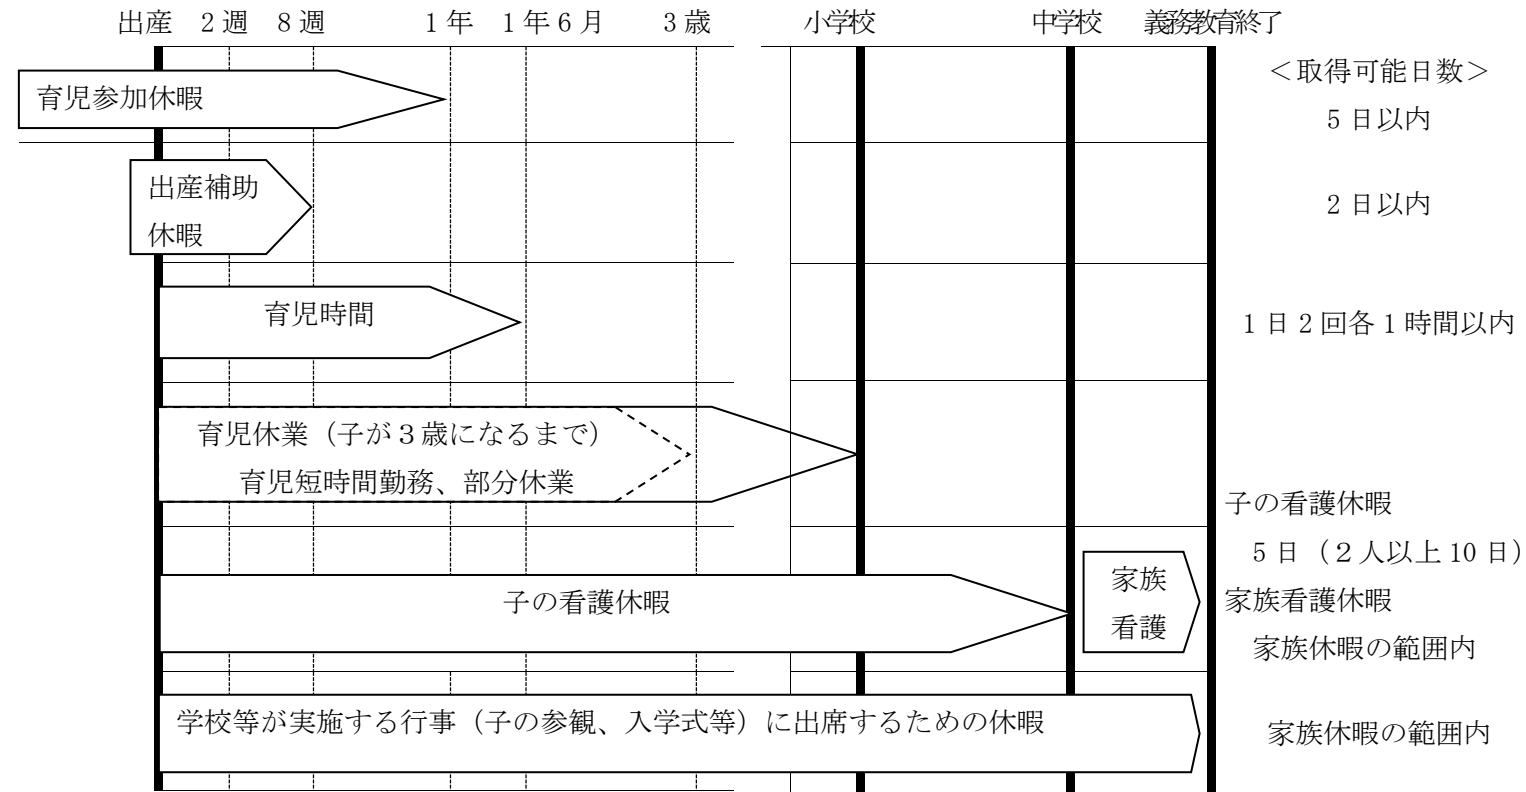 出産 2週 8週 1年 1年6月 3歳 小学校 中学校 義務教育終了
＜取得可能日数＞
育児参加休暇
5日以内
出産補助
休暇
2日以内
育児時間
1日2回各1時間以内
育児休業（子が３歳になるまで）
育児短時間勤務、部分休業
子の看護休暇
5日（２人以上10日）
家族
看護
子の看護休暇
家族看護休暇
家族休暇の範囲内
学校等が実施する行事（子の参観、入学式等）に出席するための休暇
家族休暇の範囲内